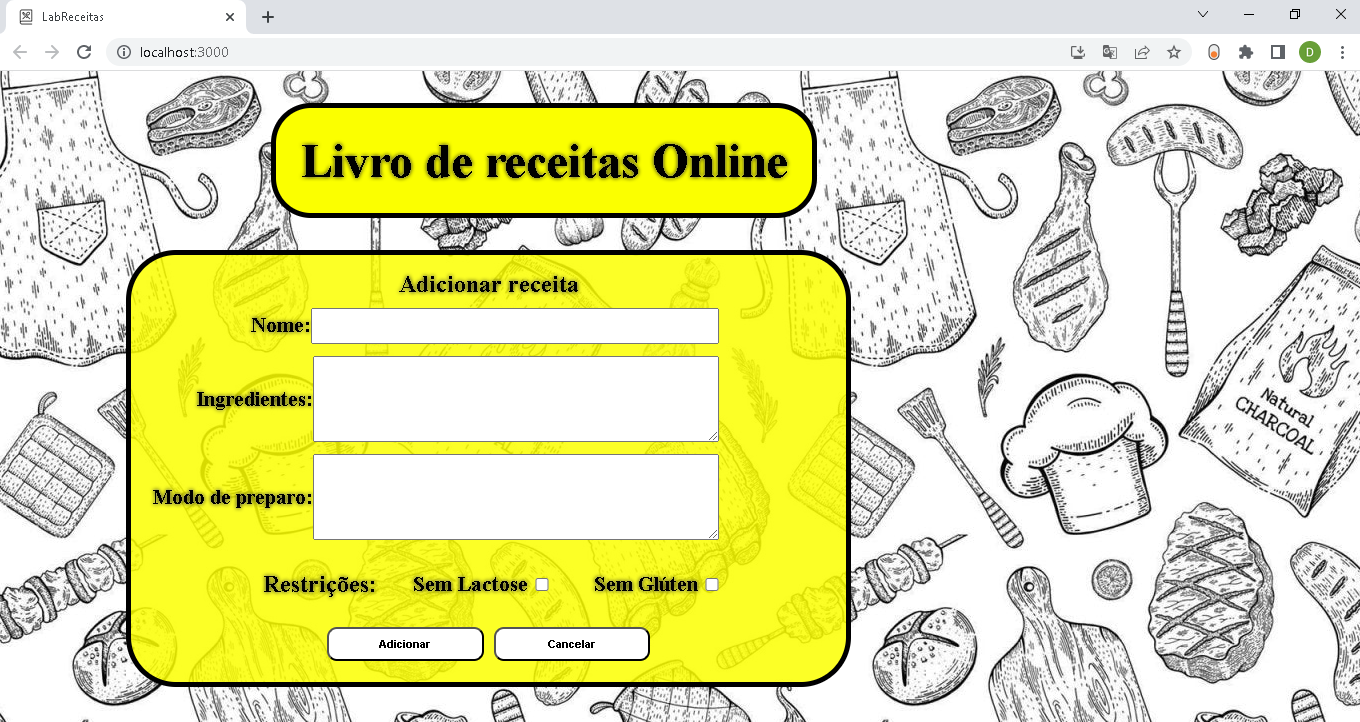 LabReceitas
localhost:3000
D
Livro de receitas Online
Adicionar receita
Nome:
Ingredientes:
Modo de preparo:
Restrições: Sem Lactose Sem Glúten
Adicionar Cancelar
Natural
CHARCOAL